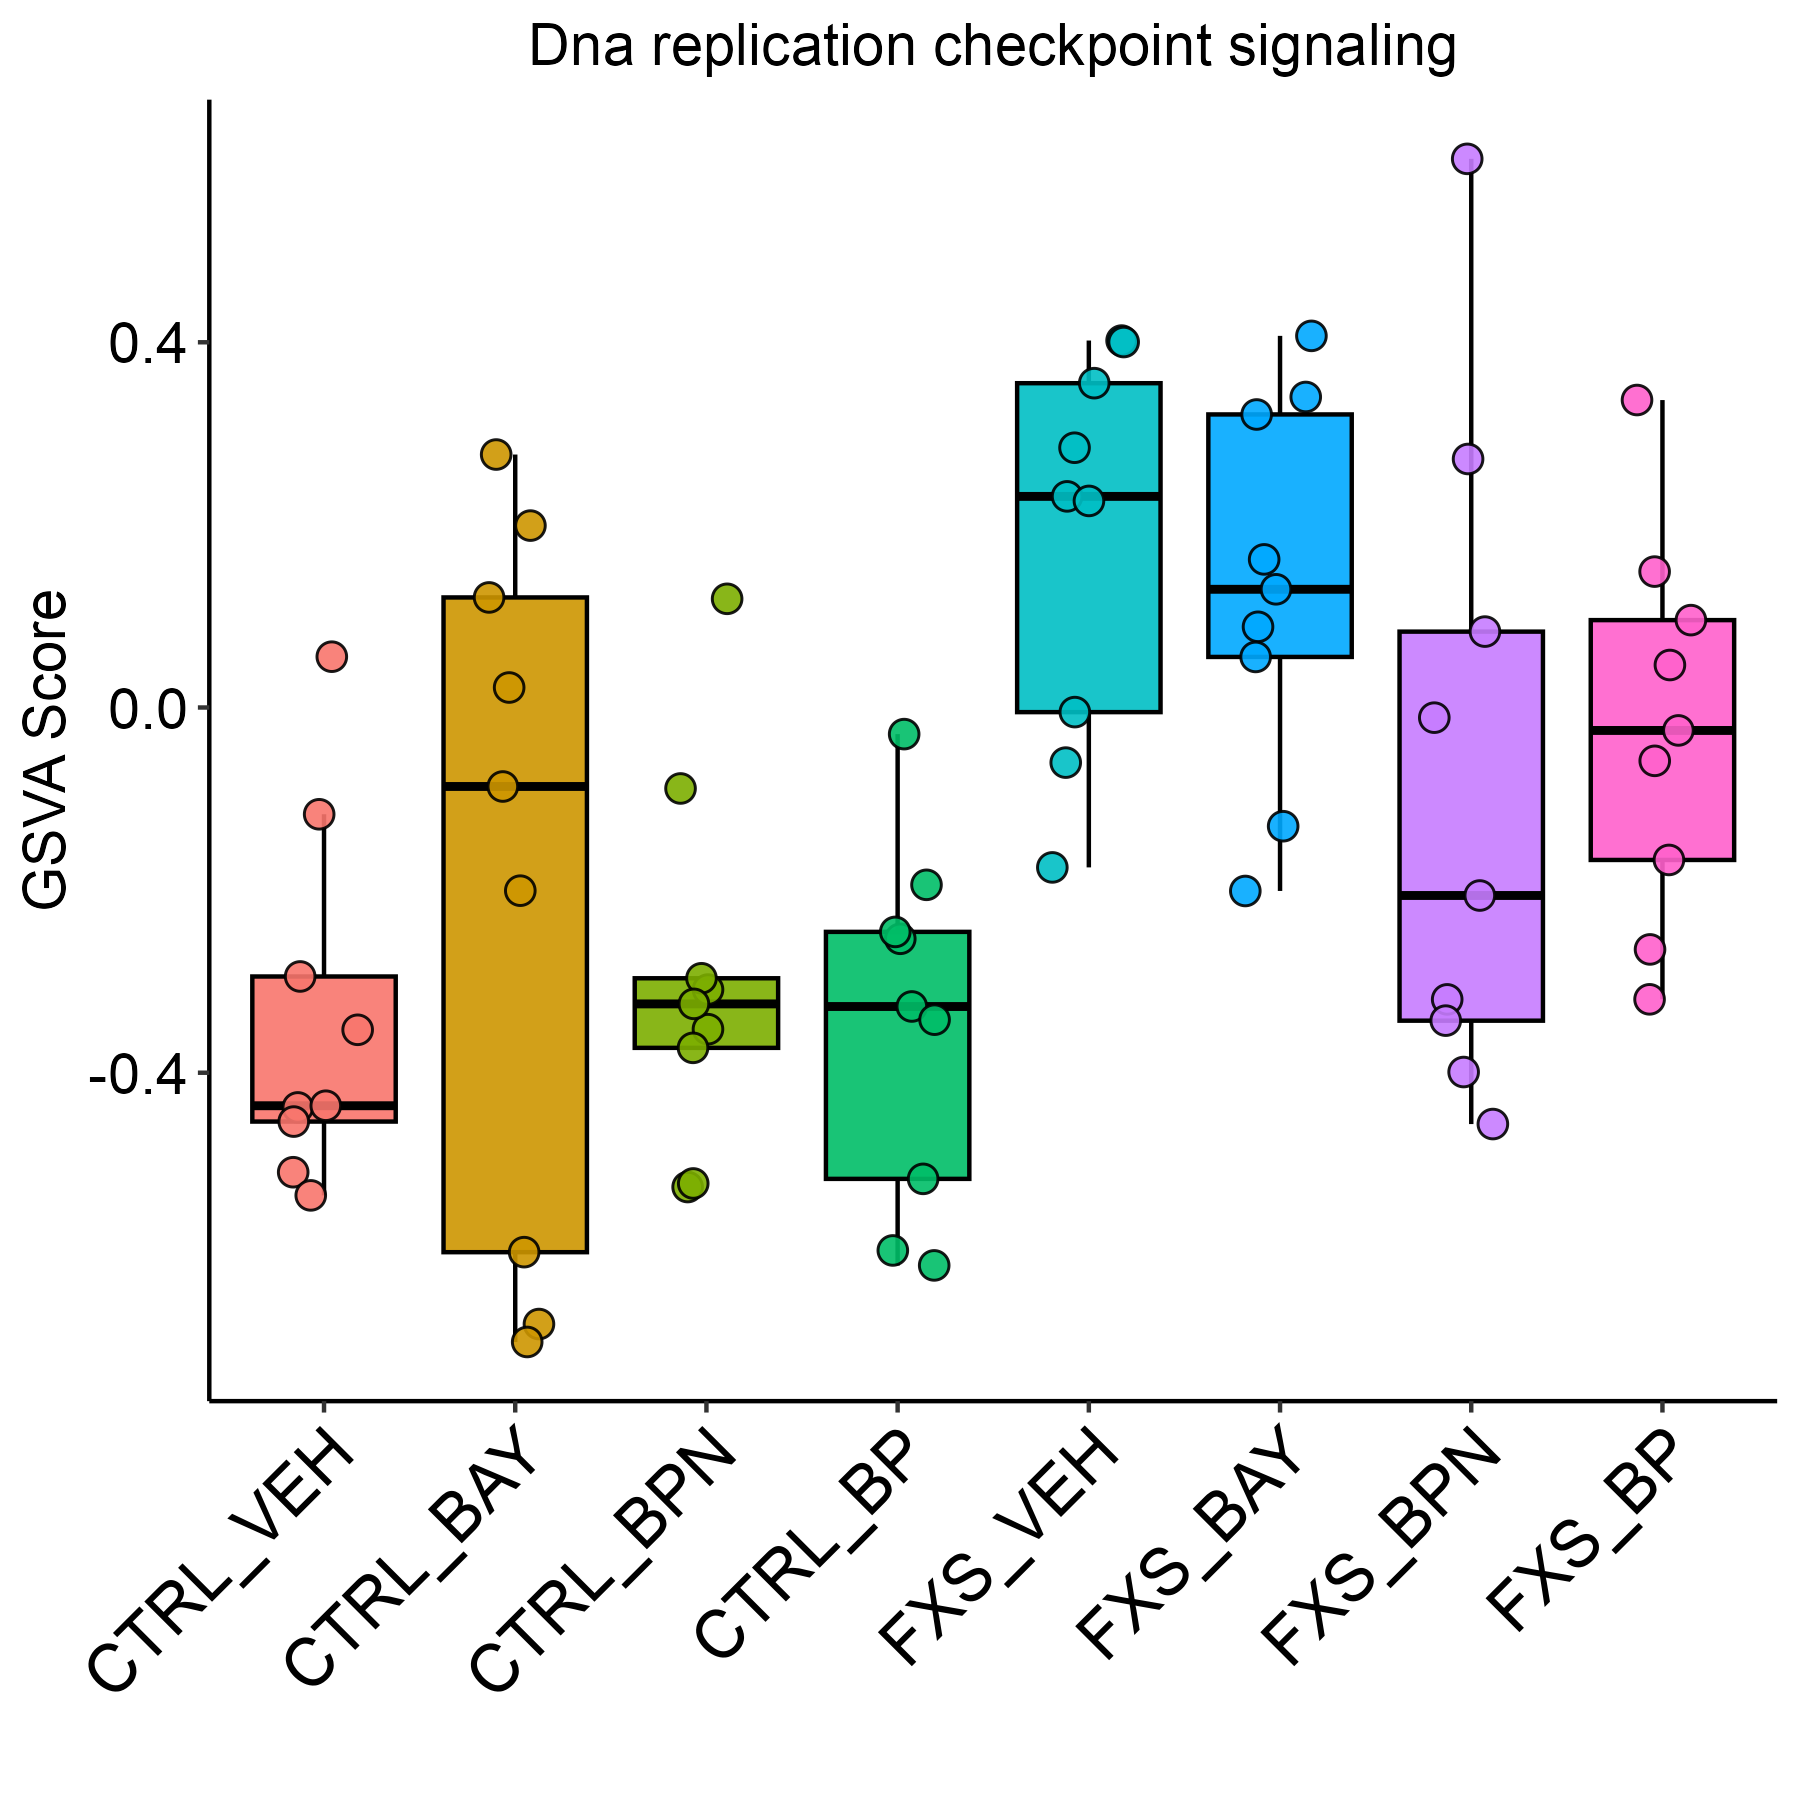 Dna replication checkpoint signaling
GSVA Score
0.4
0.0
-0.4
CTRL_VEH
CTRL_BAY
CTRL_BPN
CTRL_BP
FXS_VEH
FXS_BAY
FXS_BPN
FXS_BP